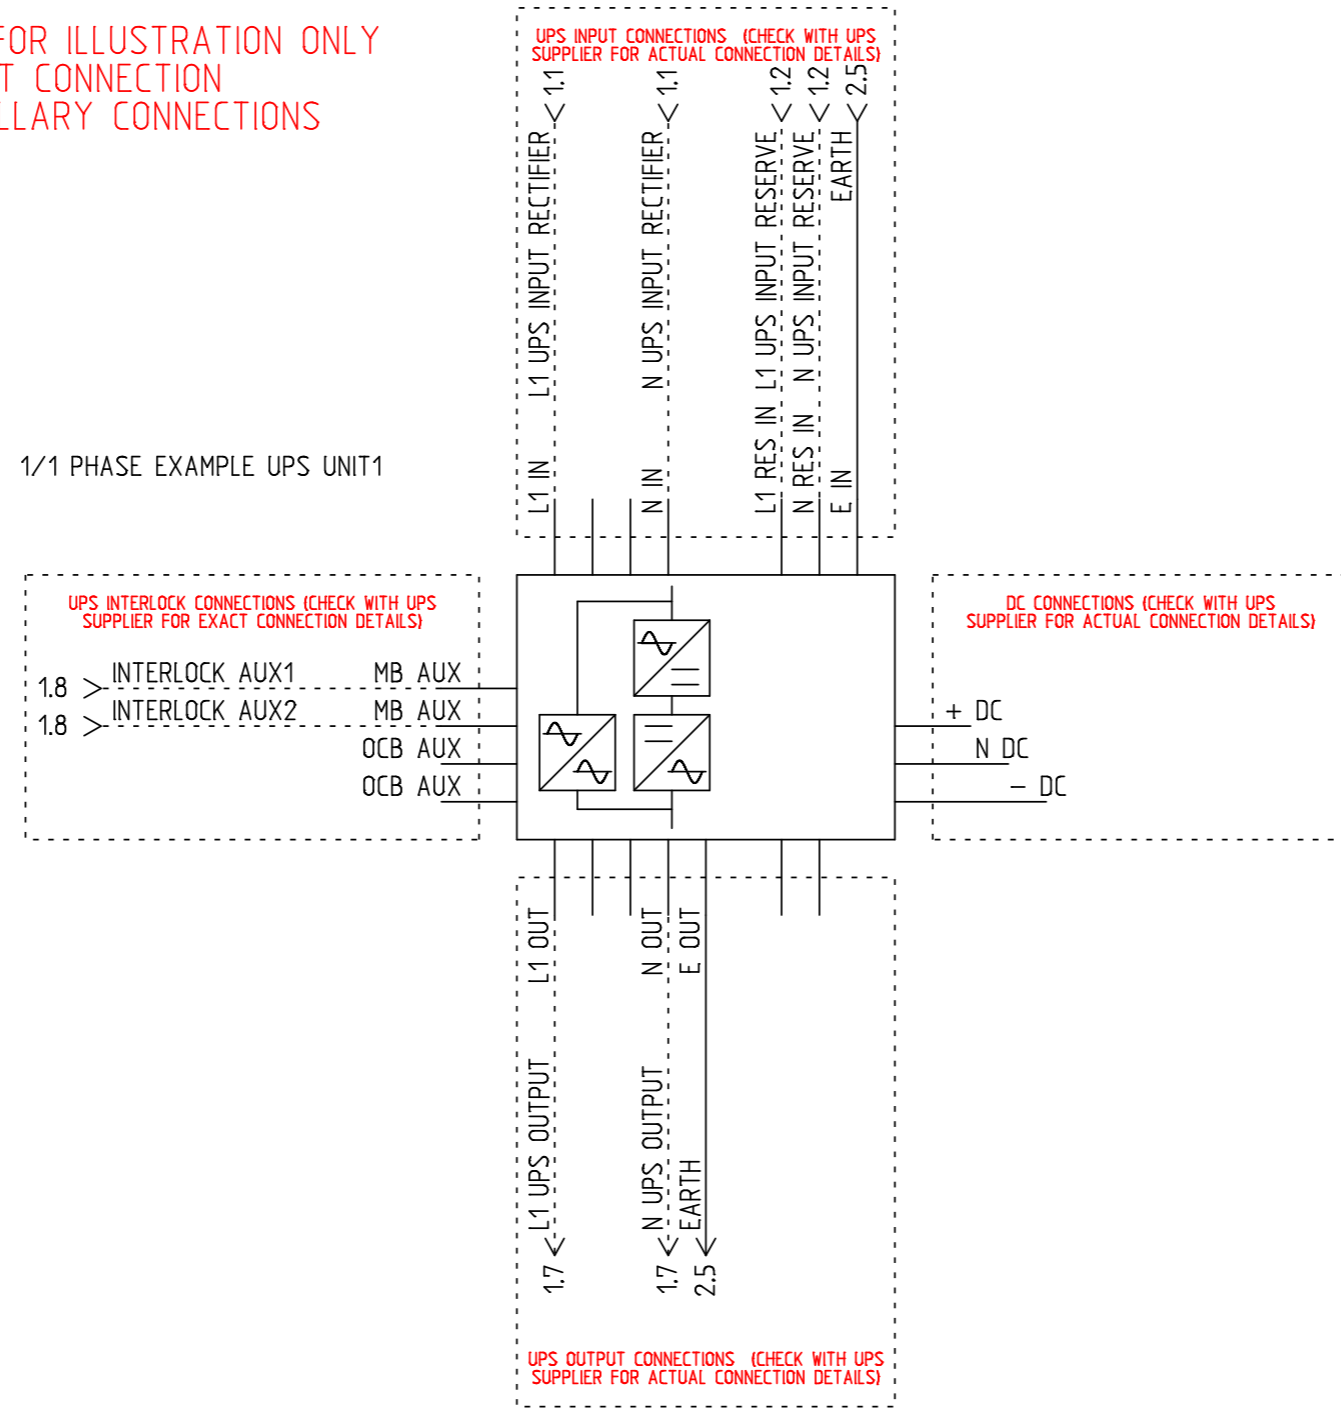 FOR ILLUSTRATION ONLY
CONNECTION
CONNECTIONS
UPS INPUT CONNECTIONS (CHECK WITH UPS
SUPPLIER FOR ACTUAL CONNECTION DETAILS)
1.1
1.1
1.2
1.2
2.5
L1 UPS INPUT RECTIFIER
N UPS INPUT RECTIFIER
L1 UPS INPUT RESERVE
N UPS INPUT RESERVE
EARTH
L1 IN
N IN
L1 RES IN
N RES IN
E IN
1/1 PHASE EXAMPLE UPS UNIT1
UPS INTERLOCK CONNECTIONS (CHECK WITH UPS
SUPPLIER FOR EXACT CONNECTION DETAILS)
1.8 INTERLOCK AUX1 MB AUX
1.8 INTERLOCK AUX2 MB AUX
OCB AUX
OCB AUX
DC CONNECTIONS (CHECK WITH UPS
SUPPLIER FOR ACTUAL CONNECTION DETAILS)
+ DC
N DC
- DC
L1 OUT
N OUT
E OUT
L1 UPS OUTPUT
N UPS OUTPUT
EARTH
1.7
1.7
2.5
UPS OUTPUT CONNECTIONS (CHECK WITH UPS
SUPPLIER FOR ACTUAL CONNECTION DETAILS)